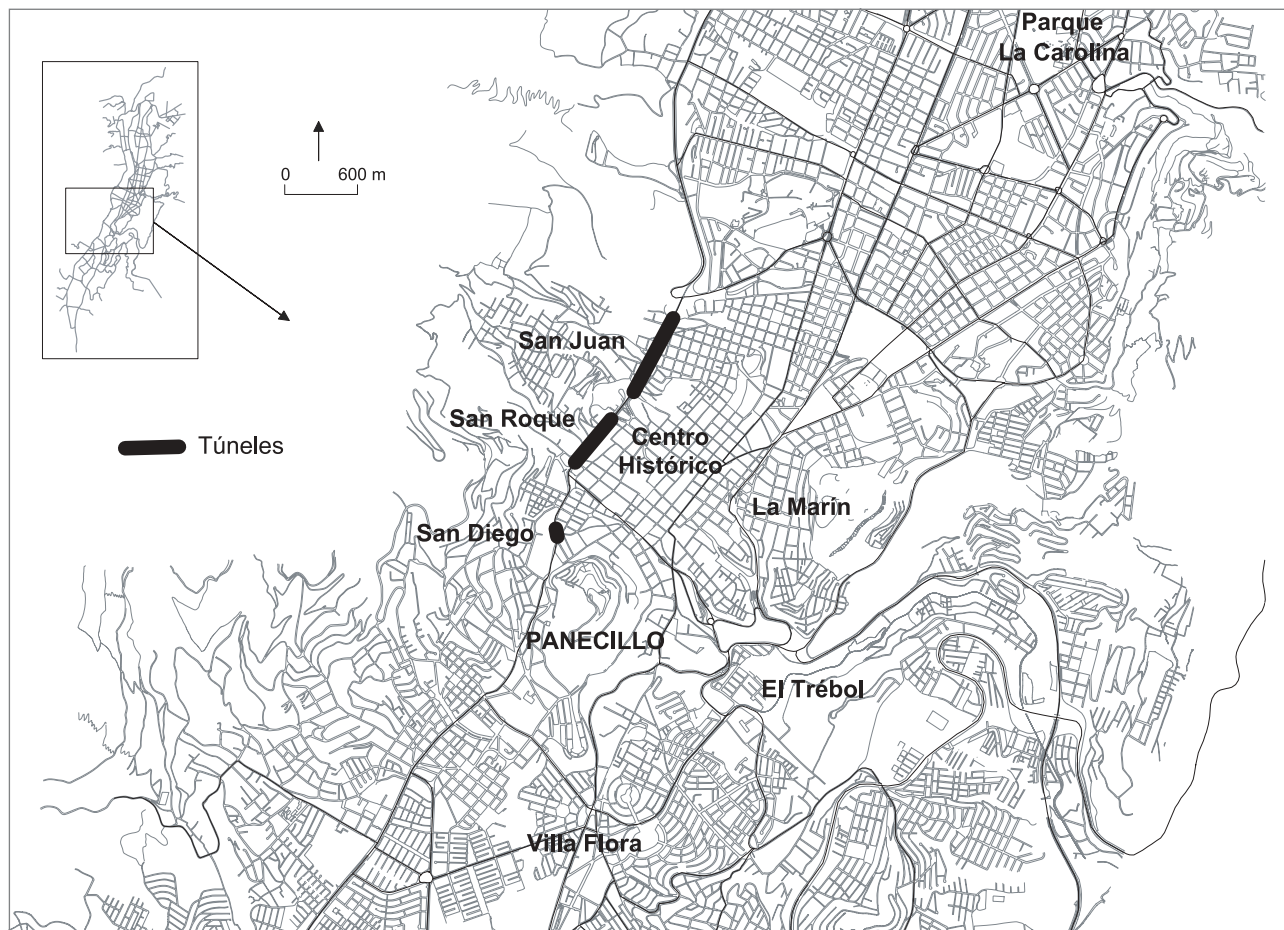 Parque
La Carolina
0 600 m
San Juan
San Roque
Centro
Histórico
Túneles
La Marín
San Diego
PANECILLO
El Trébol
Villa Flora